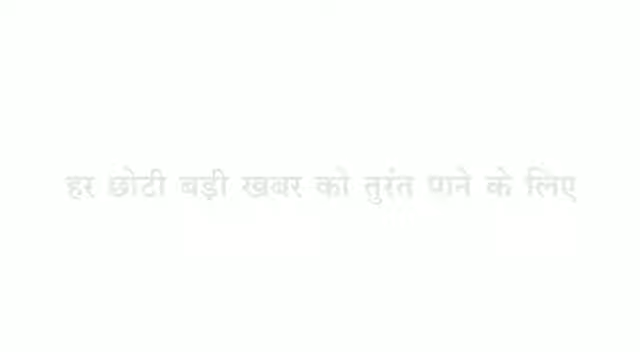 हर छोटी बड़ी खबर को तुरंत पाने के लिए